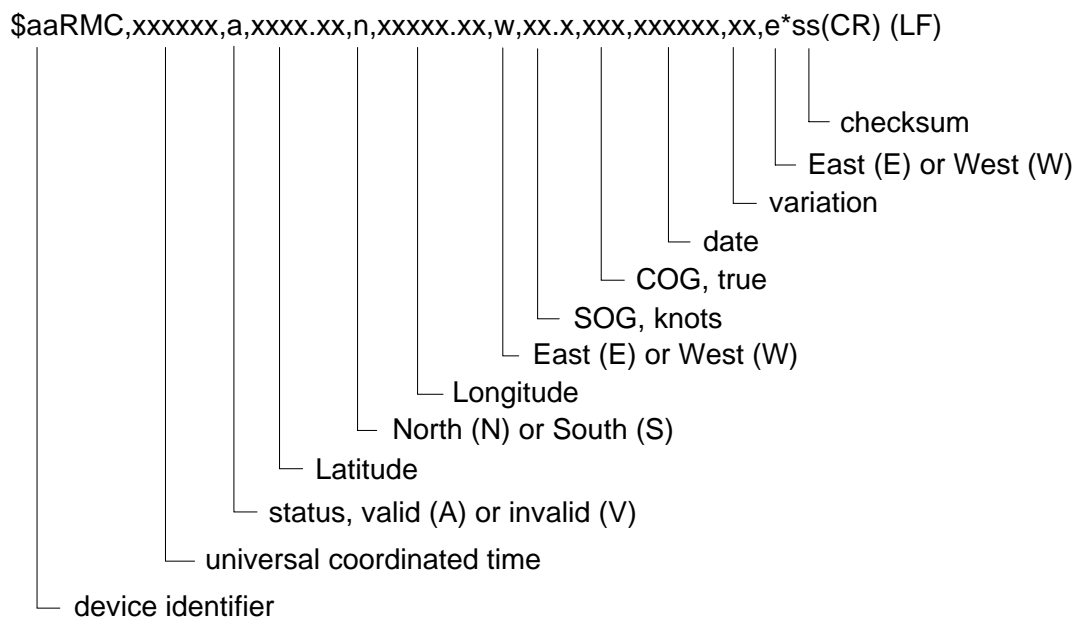 $aaRMC,xxxxxx,a,xxxx.xx,n,xxxxx.xx,w,xx.x,xxx,xxxxxx,xx,e*ss(CR) (LF)
checksum
East (E) or West (W)
variation
date
COG, true
SOG, knots
East (E) or West (W)
Longitude
North (N) or South (S)
Latitude
status, valid (A) or invalid (V)
universal coordinated time
device identifier